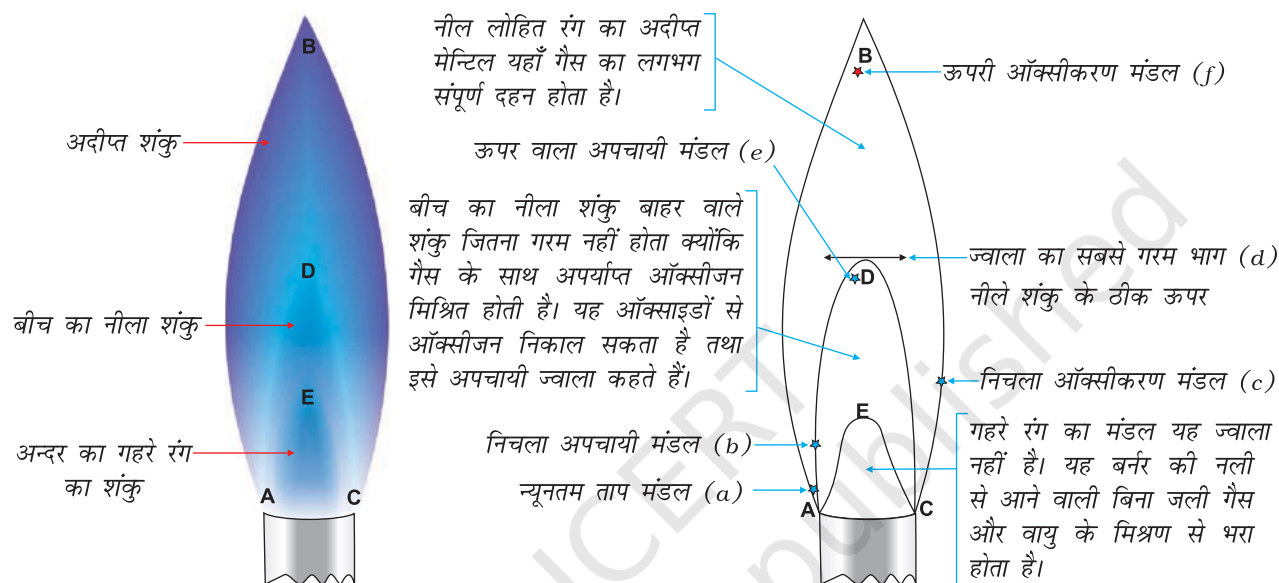 B
अदीप्त शंकु
D
बीच का नीला शंकु
E
अन्दर का गहरे रंग
का शंकु
A
C
नील लोहित रंग का अदीप्त
मेन्टिल यहाँ गैस का लगभग
संपूर्ण दहन होता है।
B
ऊपरी ऑक्सीकरण मंडल (f)
ऊपर वाला अपचायी मंडल (e)
बीच का नीला शंकु बाहर वाले
शंकु जितना गरम नहीं होता क्योंकि
गैस के साथ अपर्याप्त ऑक्सीजन
मिश्रित होती है। यह ऑक्साइडों से
ऑक्सीजन निकाल सकता है तथा
इसे अपचायी ज्वाला कहते हैं।
D
ज्वाला का सबसे गरम भाग (d)
नीले शंकु के ठीक ऊपर
निचला ऑक्सीकरण मंडल (c)
E
निचला अपचायी मंडल (b)
न्यूनतम ताप मंडल (a)
A
C
गहरे रंग का मंडल यह ज्वाला
नहीं है। यह बर्नर की नली
से आने वाली बिना जली गैस
और वायु के मिश्रण से भरा
होता है।
NCERT
published